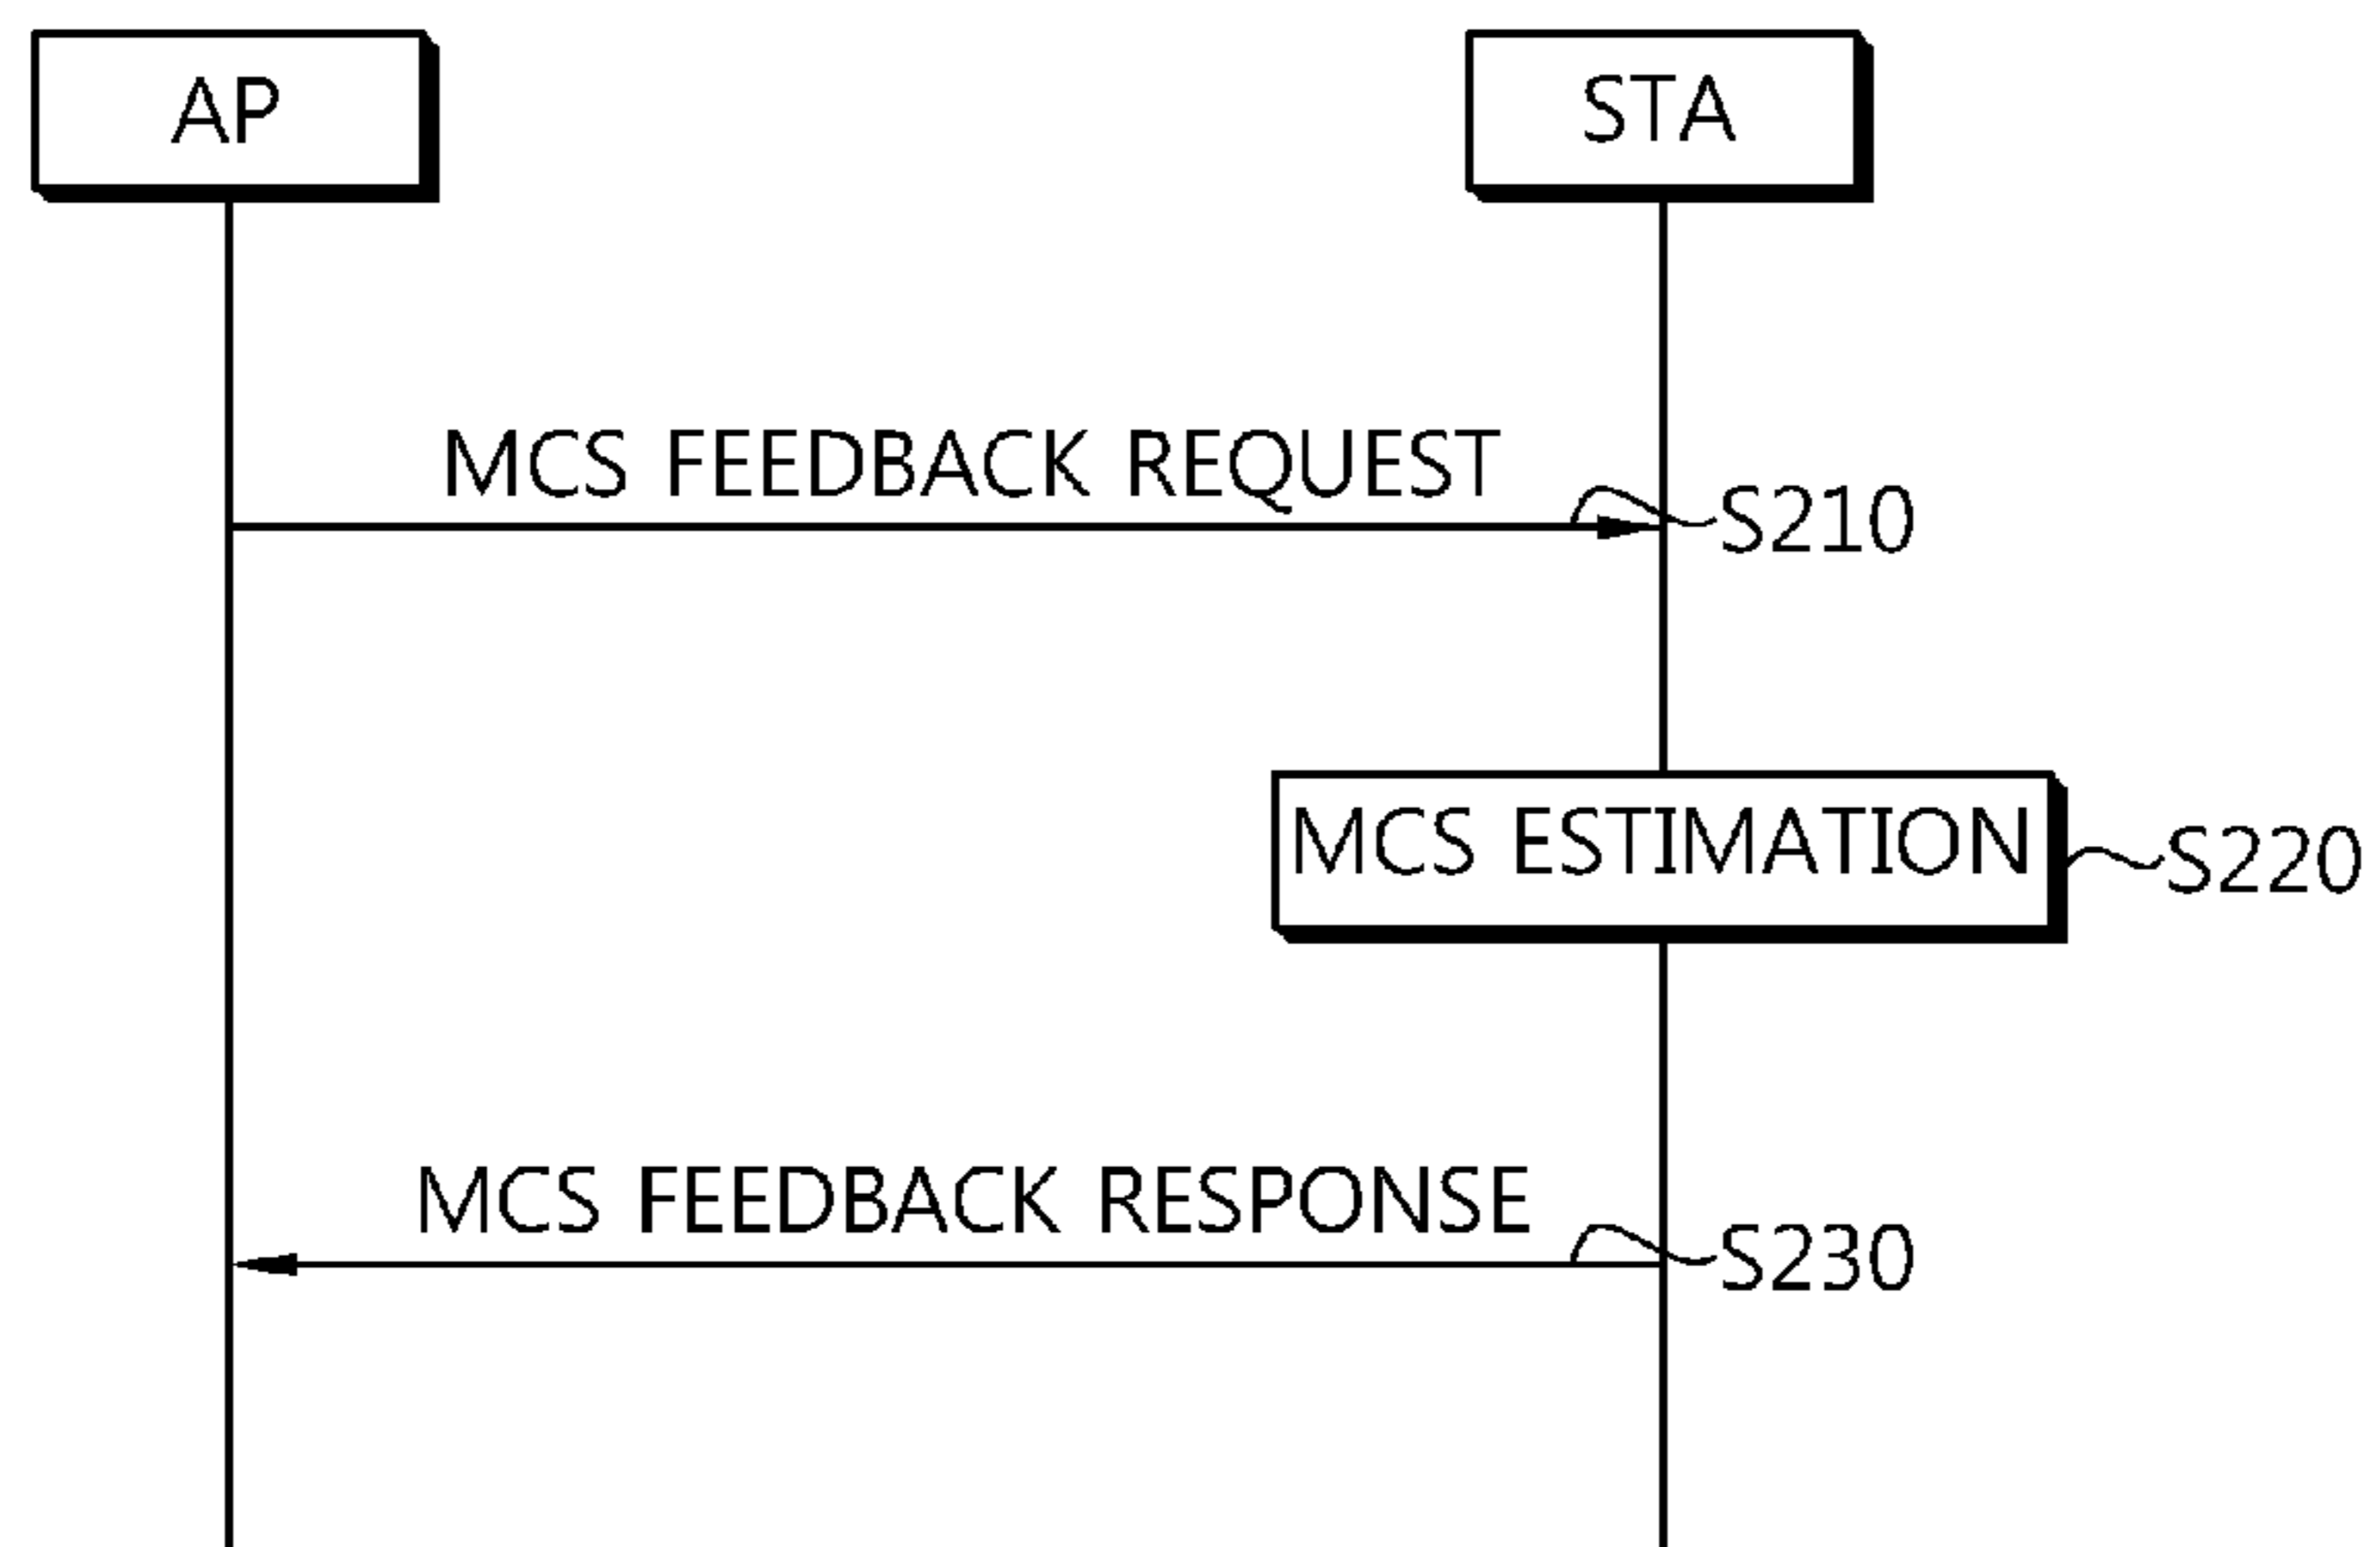 AP
STA
MCS FEEDBACK REQUEST
S210
MCS ESTIMATION
S220
MCS FEEDBACK RESPONSE
S230